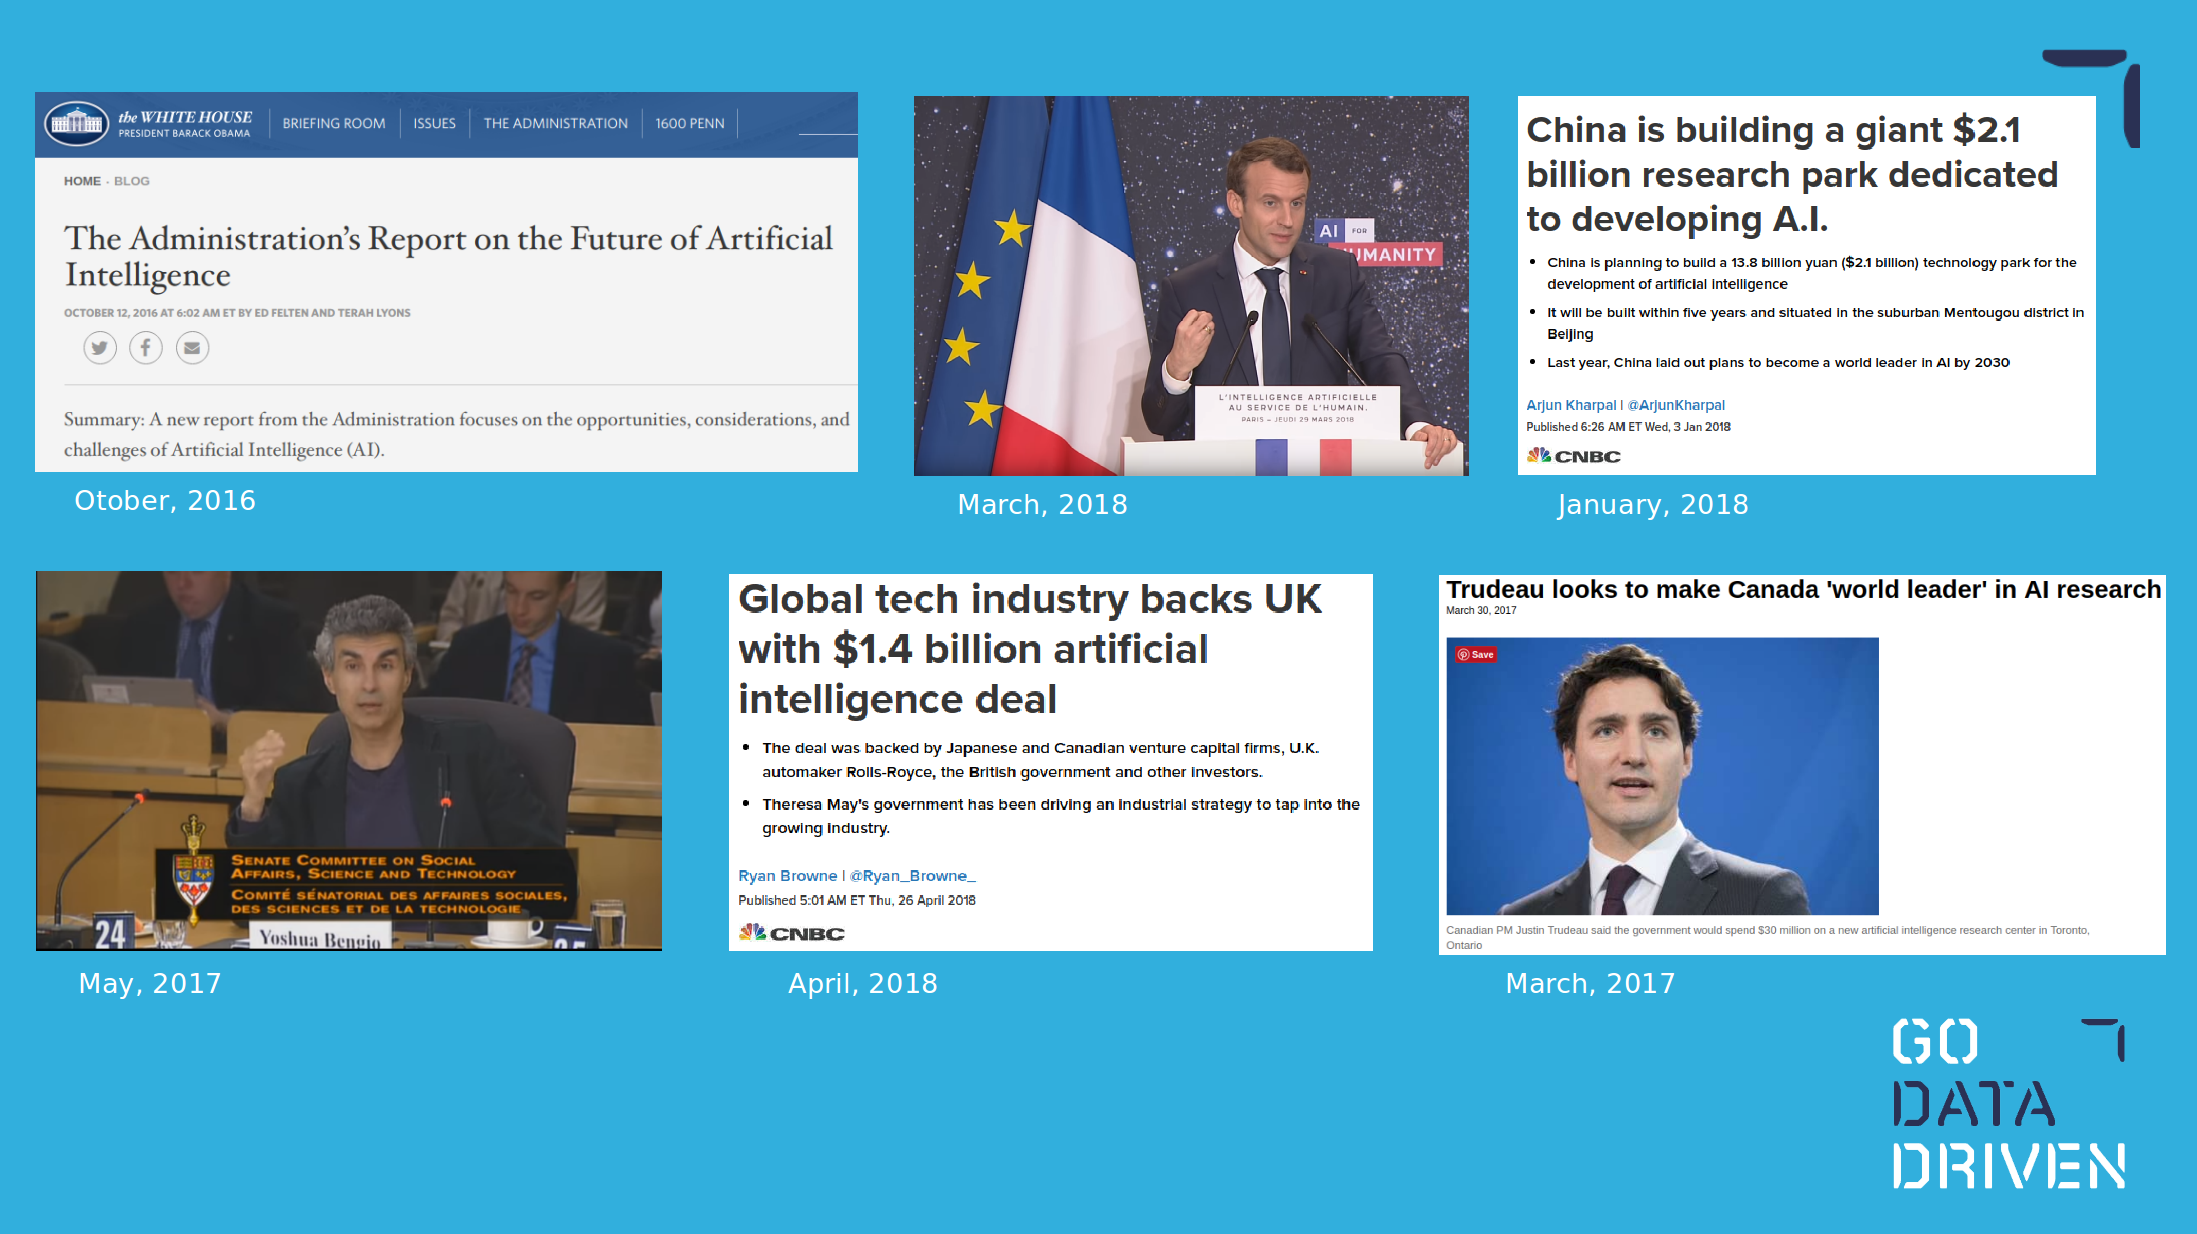 the WHITE HOUSE
PRESIDENT BARACK OBAMA
BRIEFING ROOM
ISSUES
THE ADMINISTRATION
1600 PENN
HOME · BLOG
The Administration's Report on the Future of Artificial
Intelligence
OCTOBER 12, 2016 AT 6:02 AM ET BY ED FELTEN AND TERAH LYONS
Summary: A new report from the Administration focuses on the opportunities, considerations, and
challenges of Artificial Intelligence (AI).
Otober, 2016
AI FOR
UMANITY
L'INTELLIGENCE ARTIFICIELLE
AU SERVICE DE L'HUMAIN.
PARIS – JEUDI 29 MARS 2018
March, 2018
China is building a giant $2.1
billion research park dedicated
to developing A.I.
• China is planning to build a 13.8 billion yuan ($2.1 billion) technology park for the
development of artificial intelligence
• It will be built within five years and situated in the suburban Mentougou district in
Beijing
• Last year, China laid out plans to become a world leader in AI by 2030
Arjun Kharpal | @ArjunKharpal
Published 6:26 AM ET Wed, 3 Jan 2018
CNBC
January, 2018
SENATE COMMITTEE ON SOCIAL
AFFAIRS, SCIENCE AND TECHNOLOGY
COMITÉ SÉNATORIAL DES AFFAIRES SOCIALES,
DES SCIENCES ET DE LA TECHNOLOGIE
24
Yoshua Bengio
25
May, 2017
Global tech industry backs UK
with $1.4 billion artificial
intelligence deal
• The deal was backed by Japanese and Canadian venture capital firms, U.K.
automaker Rolls-Royce, the British government and other investors.
• Theresa May's government has been driving an industrial strategy to tap into the
growing industry.
Ryan Browne | @Ryan_Browne_
Published 5:01 AM ET Thu, 26 April 2018
CNBC
April, 2018
Trudeau looks to make Canada 'world leader' in AI research
March 30, 2017
Save
Canadian PM Justin Trudeau said the government would spend $30 million on a new artificial intelligence research center in Toronto,
Ontario
March, 2017
GO
DATA
DRIVEN